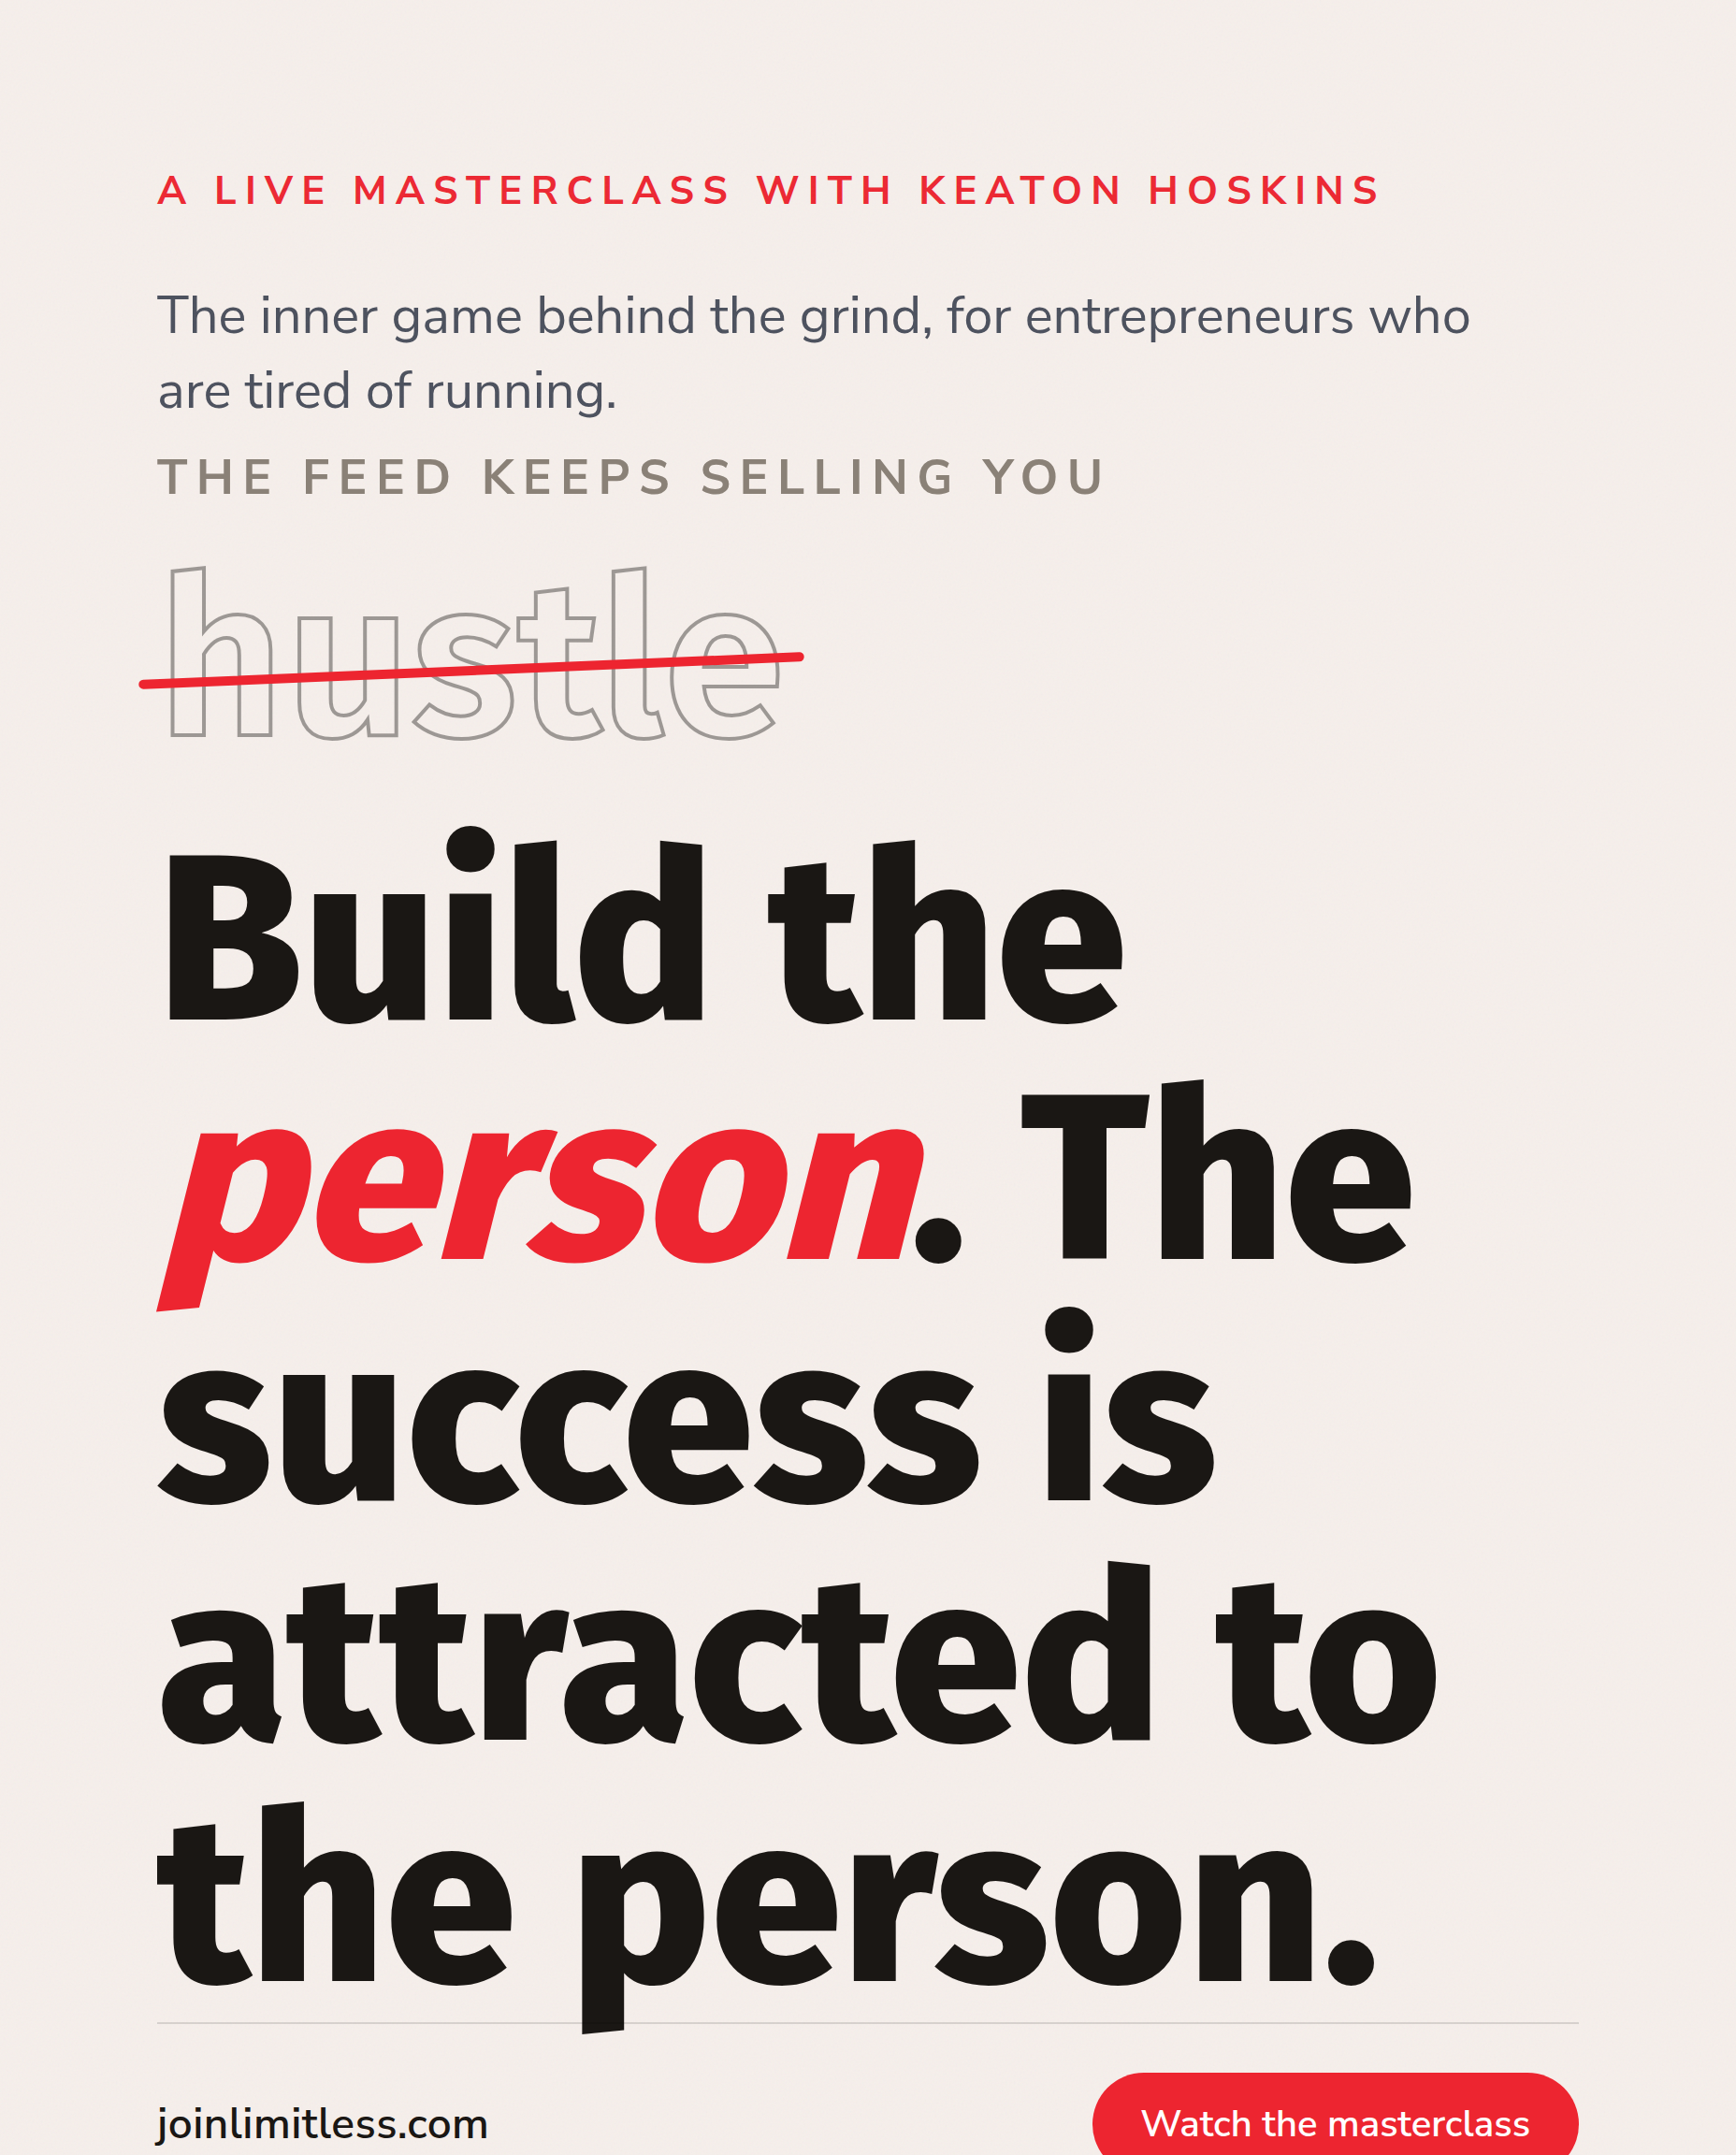 A LIVE MASTERCLASS WITH KEATON HOSKINS
The inner game behind the grind, for entrepreneurs who
are tired of running.
THE FEED KEEPS SELLING YOU
hustle
Build the
person. The
success is
attracted to
the person.
joinlimitless.com
Watch the masterclass